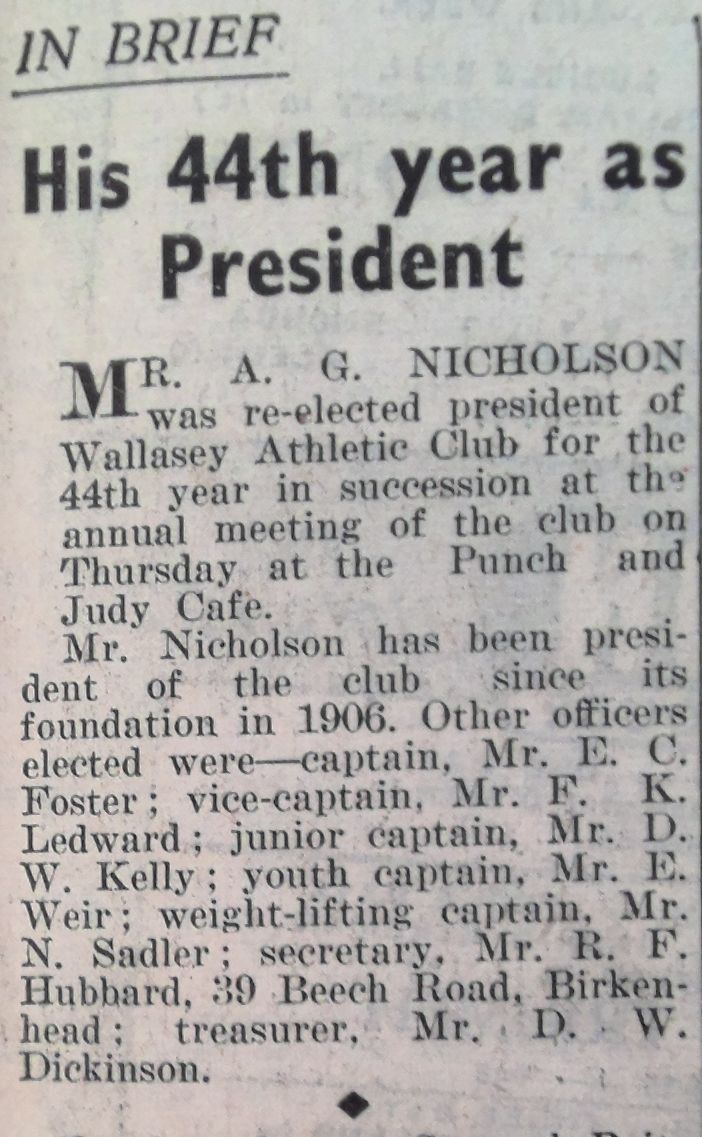 IN BRIEF
His 44th year as
President
MR. A. G. NICHOLSON
was re-elected president of
Wallasey Athletic Club for the
44th year in succession at the
annual meeting of the club on
Thursday at the Punch and
Judy Cafe.
Mr. Nicholson has been presi-
dent of the club since its
foundation in 1906. Other officers
elected were—captain, Mr. E. C.
Foster; vice-captain, Mr. F. K.
Ledward; junior captain, Mr. D.
W. Kelly; youth captain, Mr. E.
Weir; weight-lifting captain, Mr.
N. Sadler; secretary, Mr. R. F.
Hubbard, 39 Beech Road, Birken-
head; treasurer, Mr. D. W.
Dickinson.